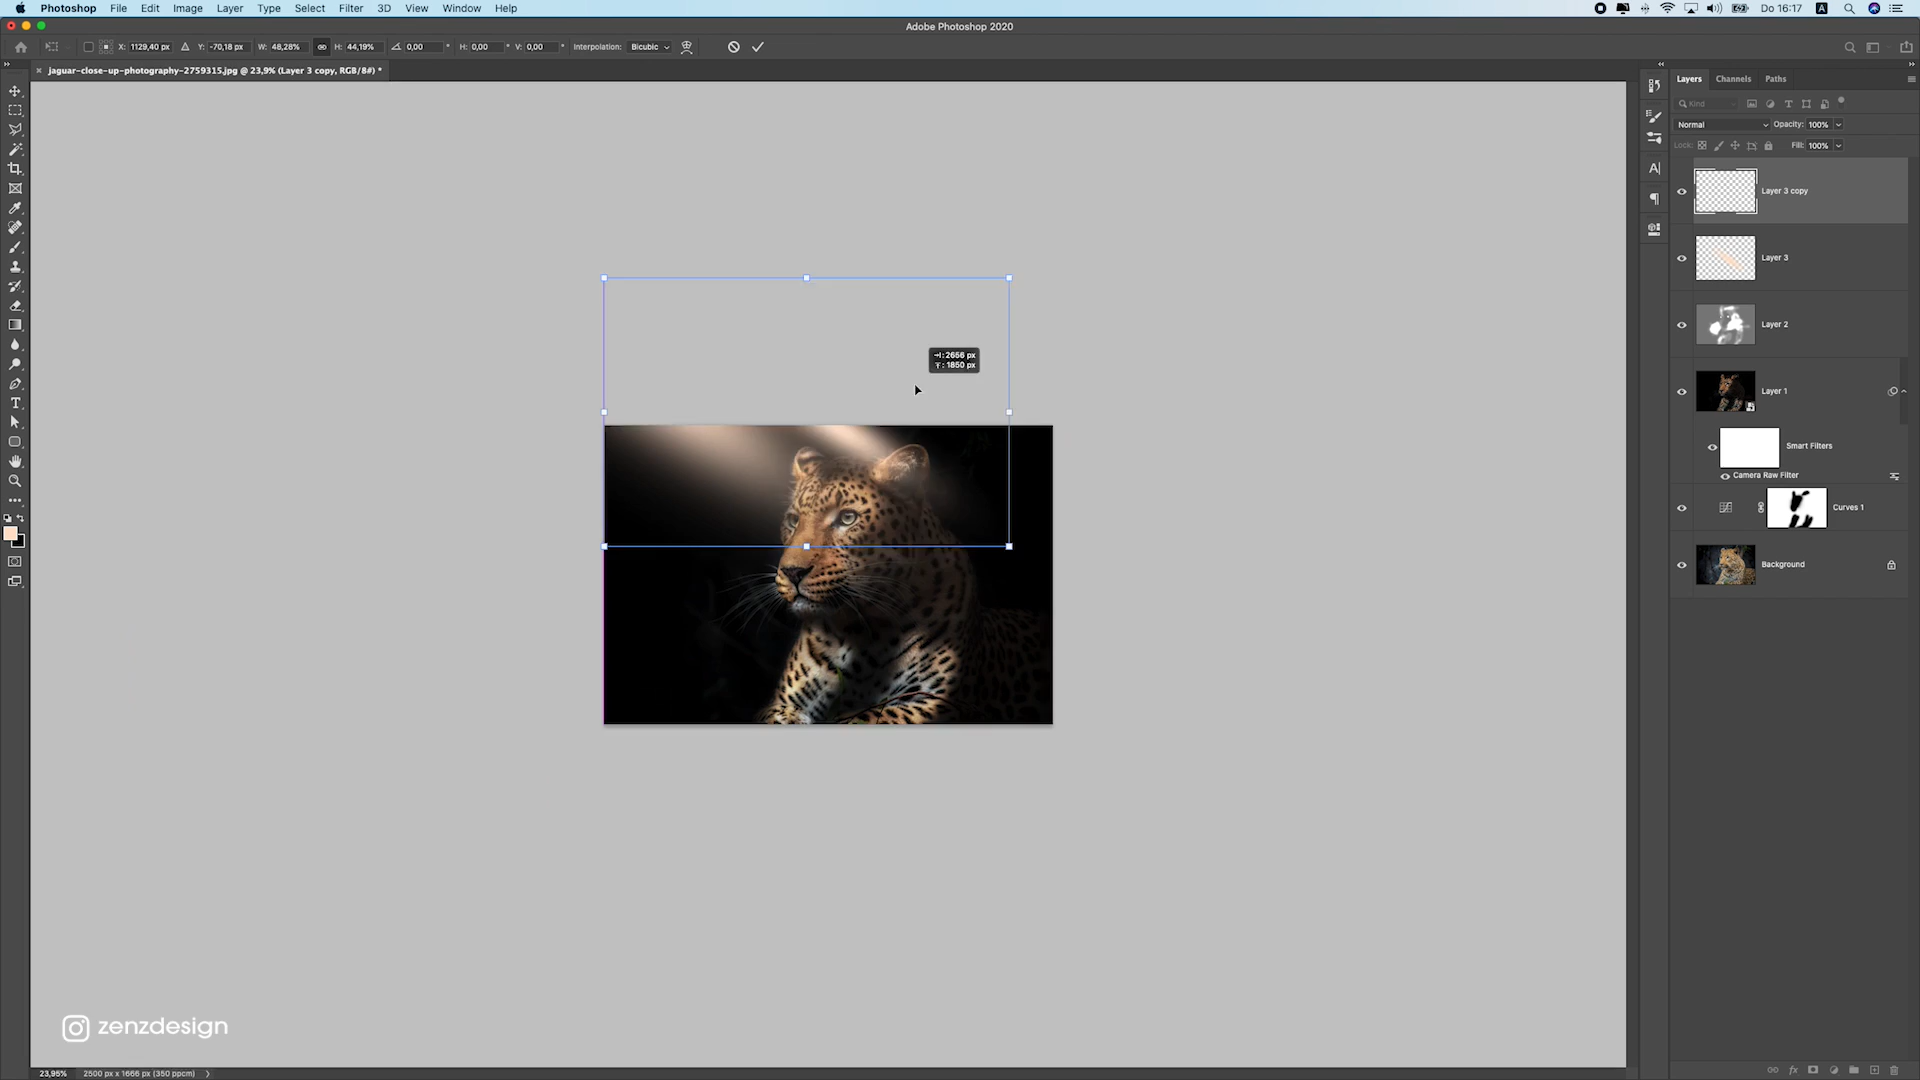 Photoshop File Edit Image Layer Type Select Filter 3D View Window Help Do 16:17 A
Adobe Photoshop 2020
X: 1129,40 px Y: -70,18 px W: 48,28% H: 44,19% 0,00 ° H: 0,00 ° V: 0,00 ° Interpolation: Bicubic
× jaguar-close-up-photography-2759315.jpg @ 23,9% (Layer 3 copy, RGB/8#) *
Layers Channels Paths
Kind
Normal Opacity: 100%
Lock: Fill: 100%
Layer 3 copy
Layer 3
Layer 2
Layer 1
Smart Filters
Camera Raw Filter
Curves 1
Background
: 2656 px
: 1850 px
zenzdesign
23,95% 2500 px x 1666 px (350 ppcm)